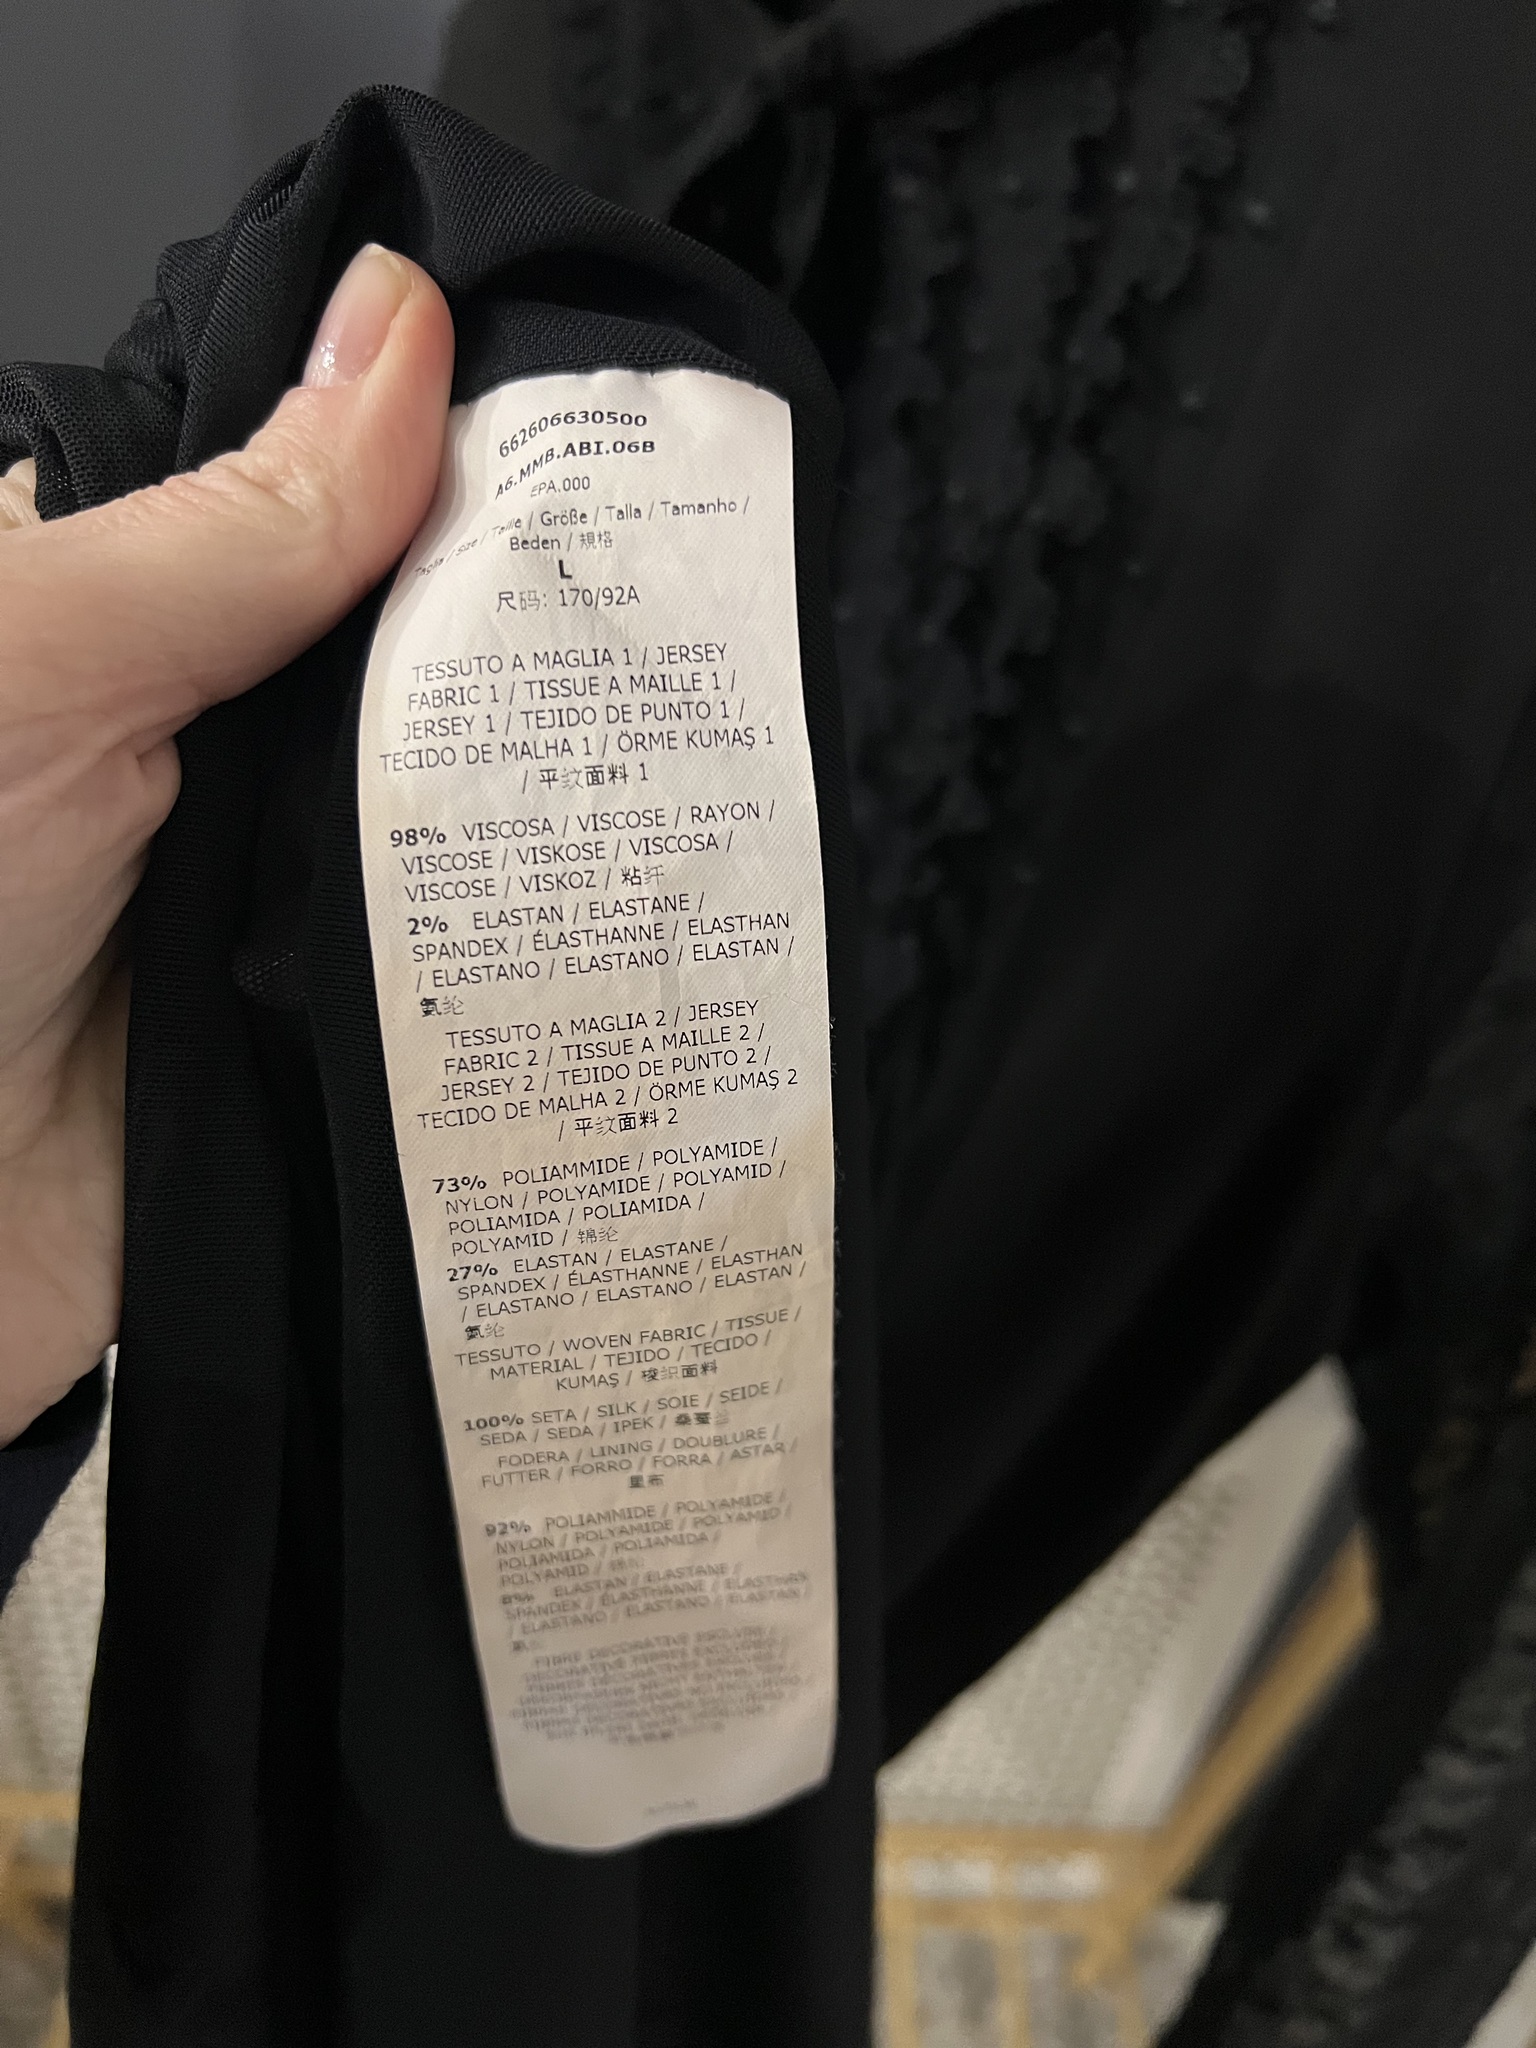 662606630500
A6.MMB.ABI.06B
EPA.000
Taglia / Size / Taille / Größe / Talla / Tamanho /
Beden / 規格
L
尺码: 170/92A
TESSUTO A MAGLIA 1 / JERSEY
FABRIC 1 / TISSUE A MAILLE 1 /
JERSEY 1 / TEJIDO DE PUNTO 1 /
TECIDO DE MALHA 1 / ÖRME KUMAŞ 1
/ 平纹面料 1
98% VISCOSA / VISCOSE / RAYON /
VISCOSE / VISKOSE / VISCOSA /
VISCOSE / VISKOZ / 粘纤
2% ELASTAN / ELASTANE /
SPANDEX / ÉLASTHANNE / ELASTHAN
/ ELASTANO / ELASTANO / ELASTAN /
氨纶
TESSUTO A MAGLIA 2 / JERSEY
FABRIC 2 / TISSUE A MAILLE 2 /
JERSEY 2 / TEJIDO DE PUNTO 2 /
TECIDO DE MALHA 2 / ÖRME KUMAŞ 2
/ 平纹面料 2
73% POLIAMMIDE / POLYAMIDE /
NYLON / POLYAMIDE / POLYAMID /
POLIAMIDA / POLIAMIDA /
POLYAMID / 锦纶
27% ELASTAN / ELASTANE /
SPANDEX / ÉLASTHANNE / ELASTHAN
/ ELASTANO / ELASTANO / ELASTAN /
氨纶
TESSUTO / WOVEN FABRIC / TISSUE /
MATERIAL / TEJIDO / TECIDO /
KUMAŞ / 梭织面料
100% SETA / SILK / SOIE / SEIDE /
SEDA / SEDA / IPEK / 桑蚕丝
FODERA / LINING / DOUBLURE /
FUTTER / FORRO / FORRA / ASTAR /
里布
92% POLIAMMIDE / POLYAMIDE /
NYLON / POLYAMIDE / POLYAMID /
POLIAMIDA / POLIAMIDA /
POLYAMID /
8% ELASTAN / ELASTANE /
SPANDEX / ÉLASTHANNE / ELASTHAN
/ ELASTANO / ELASTANO / ELASTAN /